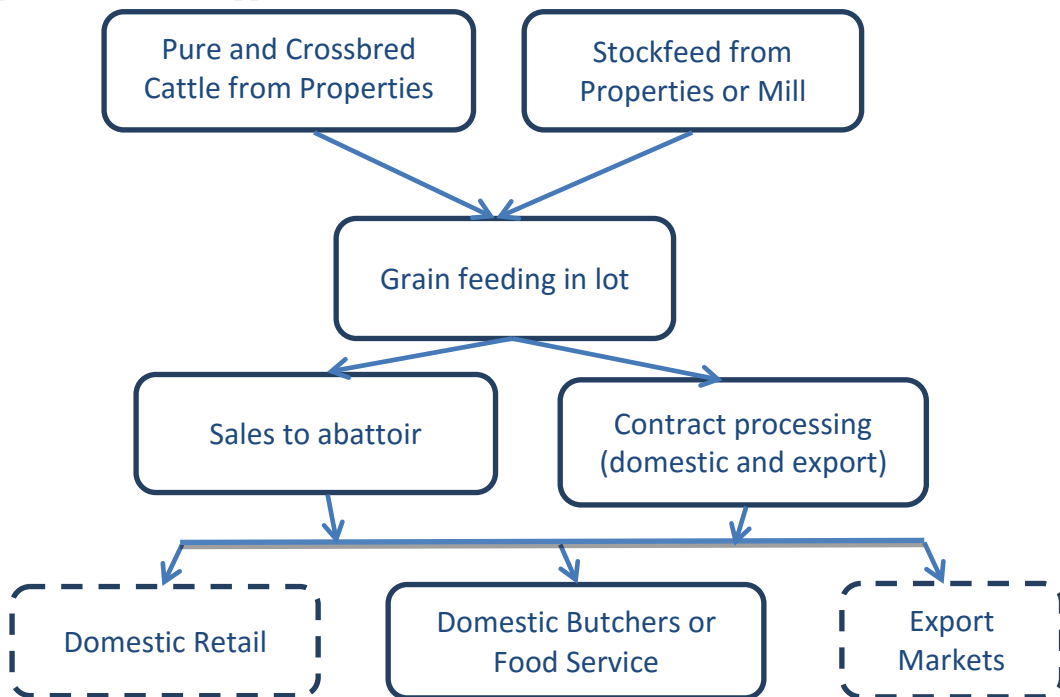 Pure and Crossbred
Cattle from Properties
Stockfeed from
Properties or Mill
Grain feeding in lot
Sales to abattoir
Contract processing
(domestic and export)
Domestic Retail
Domestic Butchers or
Food Service
Export
Markets